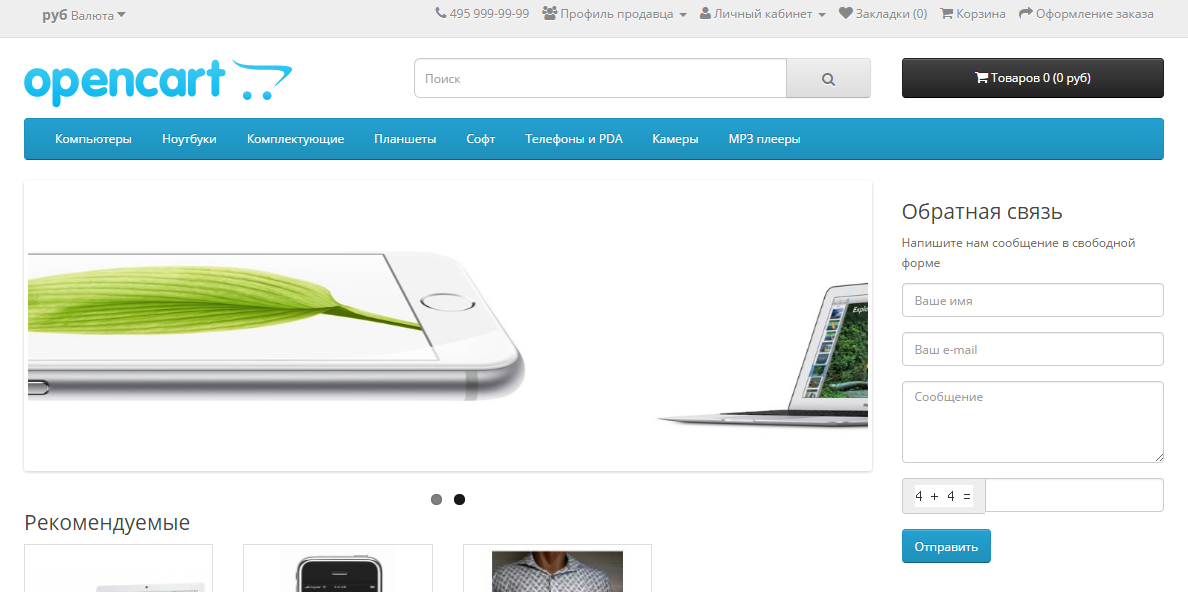 руб Валюта
495 999-99-99 Профиль продавца Личный кабинет Закладки (0) Корзина Оформление заказа
opencart
Поиск
Товаров 0 (0 руб)
Компьютеры Ноутбуки Комплектующие Планшеты Софт Телефоны и PDA Камеры MP3 плееры
Обратная связь
Напишите нам сообщение в свободной
форме
Ваше имя
Ваш e-mail
Сообщение
4 + 4 =
Отправить
Рекомендуемые